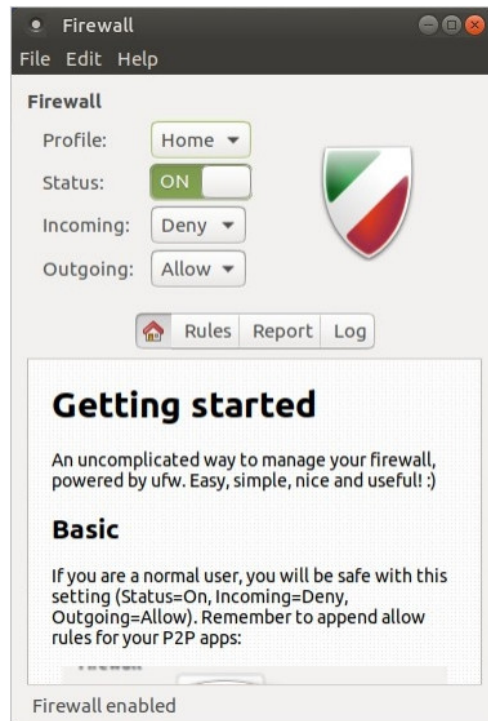 Firewall
File Edit Help
Firewall
Profile: Home
Status: ON
Incoming: Deny
Outgoing: Allow
Rules Report Log
Getting started
An uncomplicated way to manage your firewall,
powered by ufw. Easy, simple, nice and useful! :)
Basic
If you are a normal user, you will be safe with this
setting (Status=On, Incoming=Deny,
Outgoing=Allow). Remember to append allow
rules for your P2P apps:
Firewall enabled